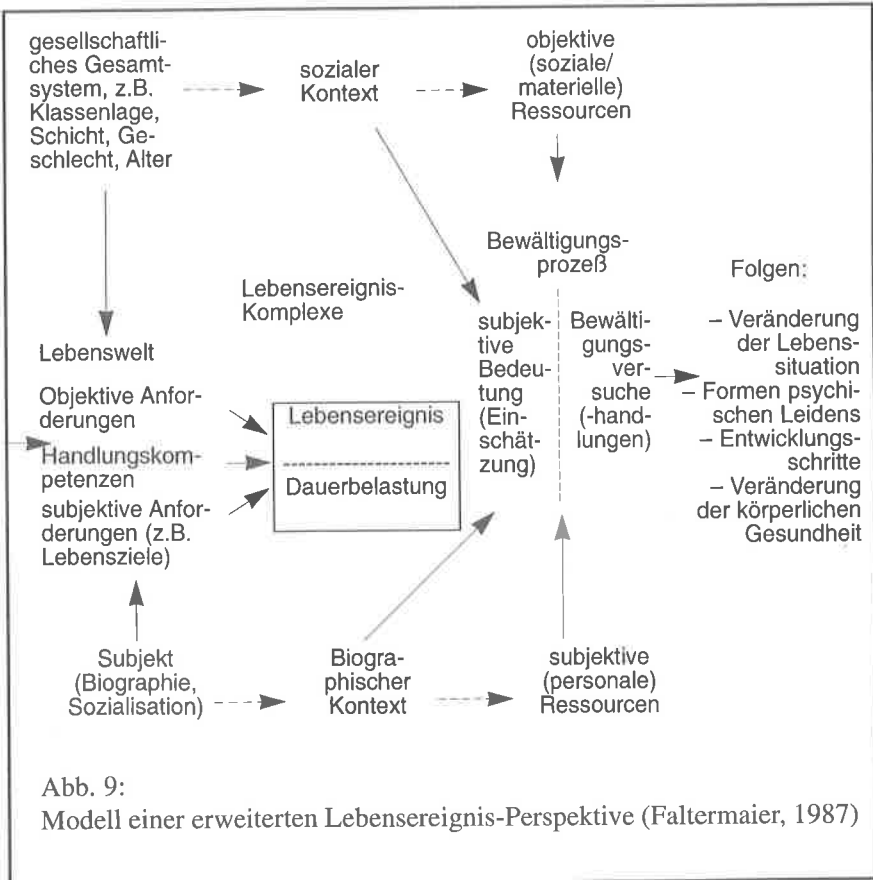 gesellschaftli-
ches Gesamt-
system, z.B.
Klassenlage,
Schicht, Ge-
schlecht, Alter
sozialer
Kontext
objektive
(soziale/
materielle)
Ressourcen
Bewältigungs-
prozeß
Lebensereignis-
Komplexe
Folgen:
Lebenswelt
Objektive Anfor-
derungen
Handlungskom-
petenzen
subjektive Anfor-
derungen (z.B.
Lebensziele)
Lebensereignis
Dauerbelastung
subjek-
tive
Bedeu-
tung
(Ein-
schät-
zung)
Bewälti-
gungs-
ver-
suche
(-hand-
lungen)
– Veränderung
der Lebens-
situation
– Formen psychi-
schen Leidens
– Entwicklungs-
schritte
– Veränderung
der körperlichen
Gesundheit
Subjekt
(Biographie,
Sozialisation)
Biogra-
phischer
Kontext
subjektive
(personale)
Ressourcen
Abb. 9:
Modell einer erweiterten Lebensereignis-Perspektive (Faltermaier, 1987)